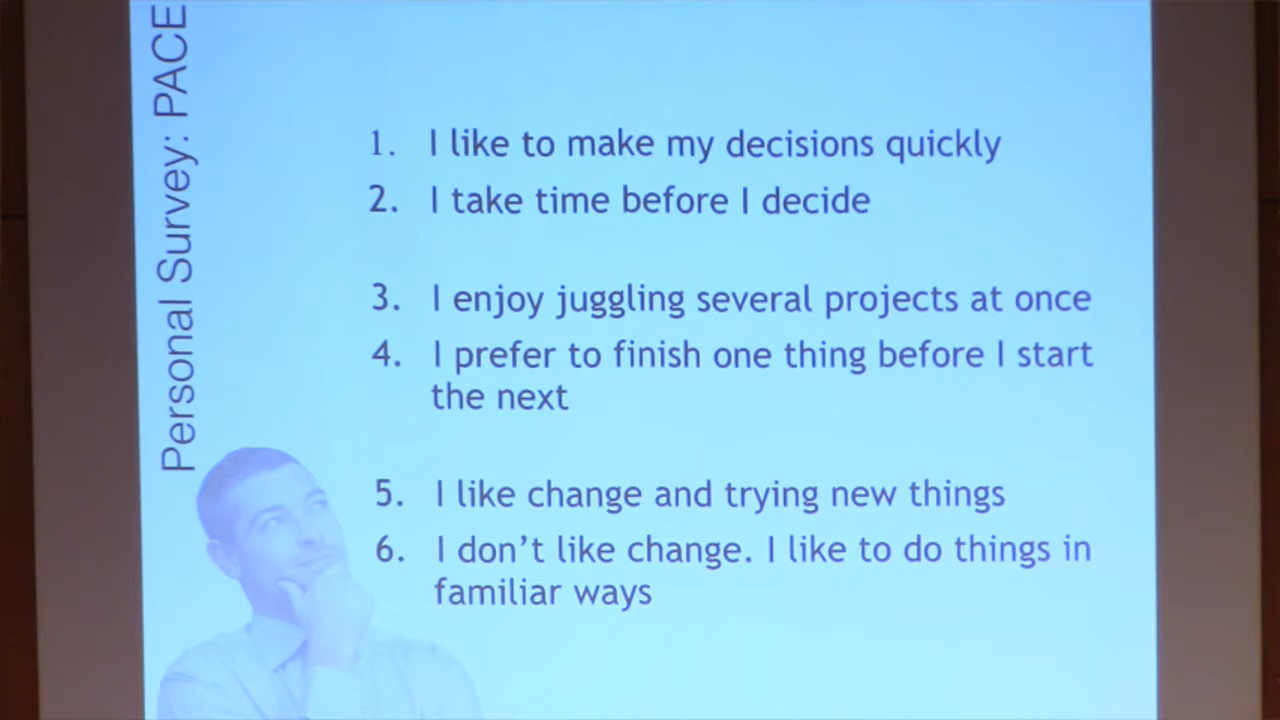 Personal Survey: PACE
1. I like to make my decisions quickly
2. I take time before I decide
3. I enjoy juggling several projects at once
4. I prefer to finish one thing before I start
the next
5. I like change and trying new things
6. I don’t like change. I like to do things in
familiar ways